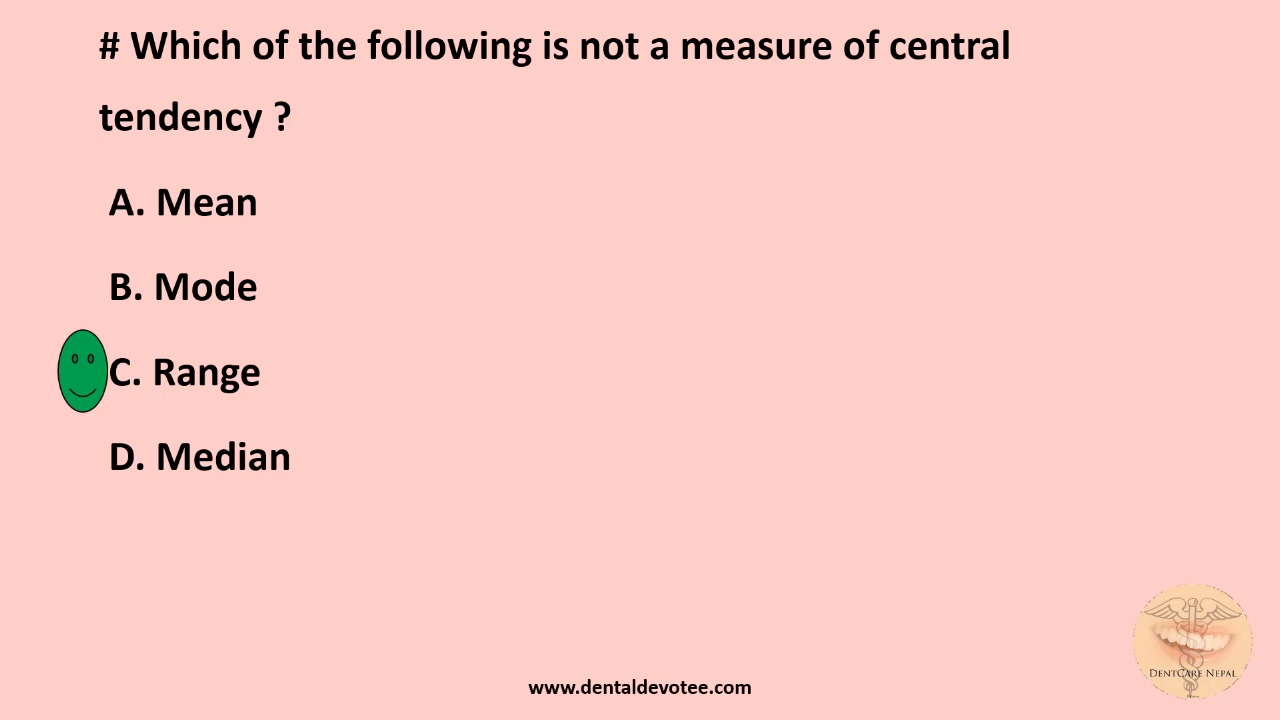 # Which of the following is not a measure of central
tendency ?
A. Mean
B. Mode
C. Range
D. Median
DentCare Nepal
www.dentaldevotee.com